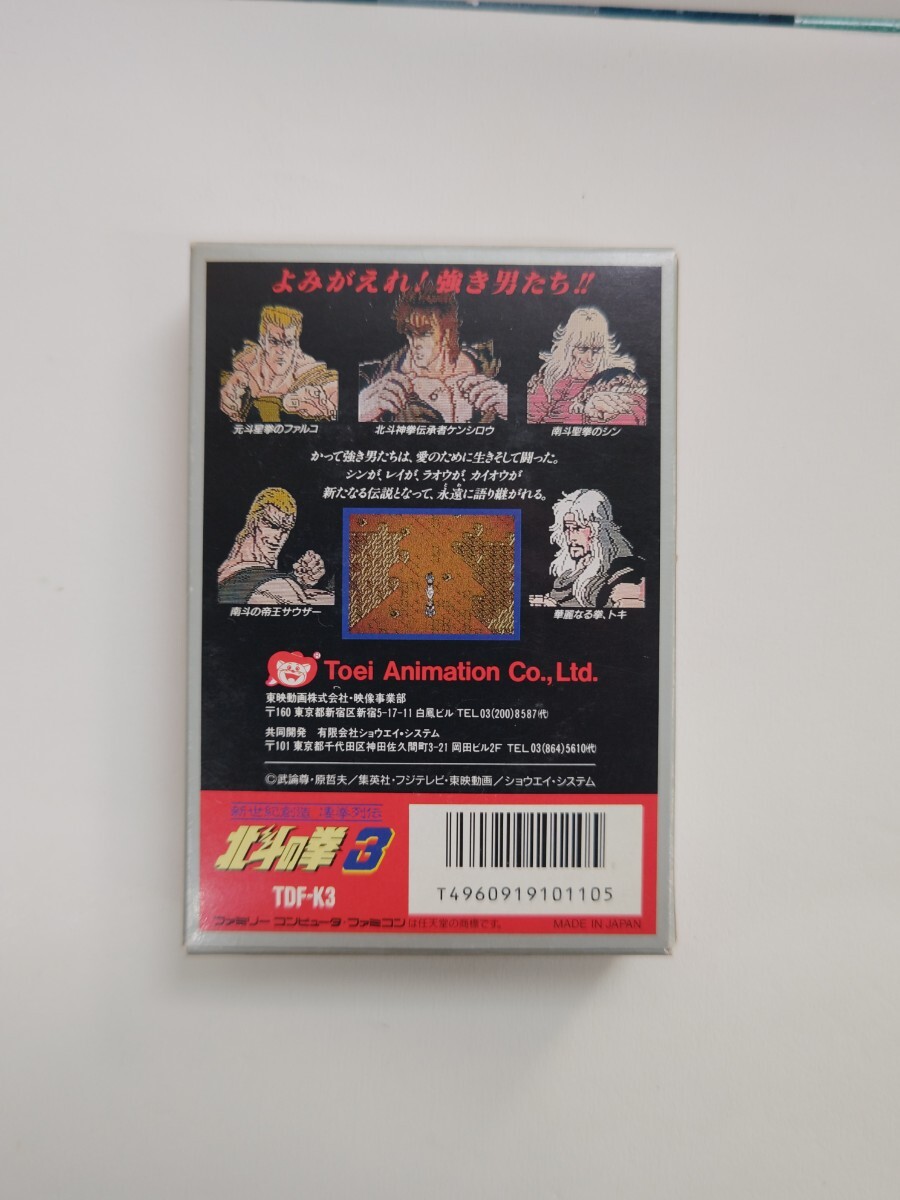 よみがえれ!強き男たち!!
元斗皇拳のファルコ
北斗神拳伝承者ケンシロウ
南斗聖拳のシン
かって強き男たちは、愛のために生きそして闘った。
シンが、レイが、ラオウが、カイオウが
新たなる伝説となって、永遠に語り継がれる。
とわ
南斗の帝王サウザー
華麗なる拳、トキ
Toei Animation Co., Ltd.
東映動画株式会社・映像事業部
〒160 東京都新宿区新宿5-17-11 白鳳ビル TEL 03(200)8587(代)
共同開発 有限会社ショウエイ・システム
〒101 東京都千代田区神田佐久間町3-21 岡田ビル2F TEL 03(864)5610(代)
©武論尊・原哲夫/集英社・フジテレビ・東映動画/ショウエイ・システム
新世紀創造 凄拳列伝
北斗の拳3
TDF-K3
T4960919101105
ファミリー コンピュータ・ファミコンは任天堂の商標です。
MADE IN JAPAN